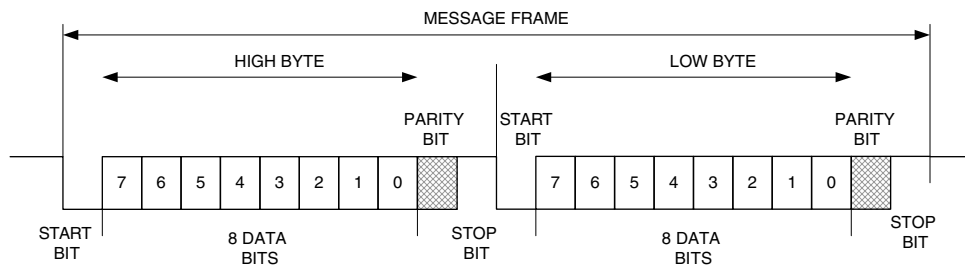 MESSAGE FRAME
HIGH BYTE
LOW BYTE
PARITY
BIT
START
BIT
PARITY
BIT
7 6 5 4 3 2 1 0
7 6 5 4 3 2 1 0
START
BIT
8 DATA
BITS
STOP
BIT
8 DATA
BITS
STOP
BIT